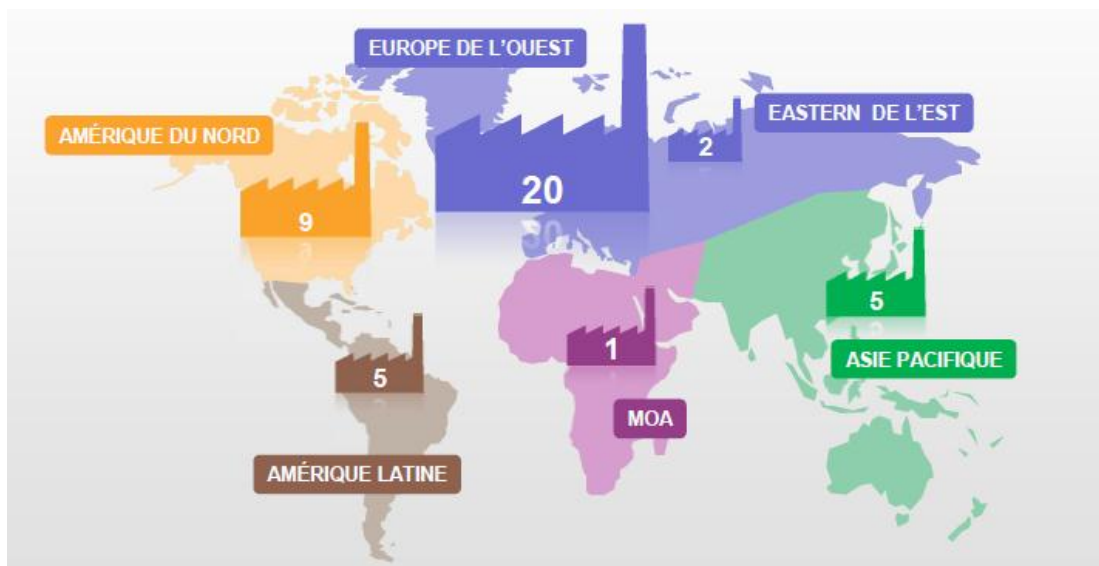 EUROPE DE L'OUEST
EASTERN DE L'EST
AMÉRIQUE DU NORD
2
20
9
5
1
5
ASIE PACIFIQUE
MOA
AMÉRIQUE LATINE